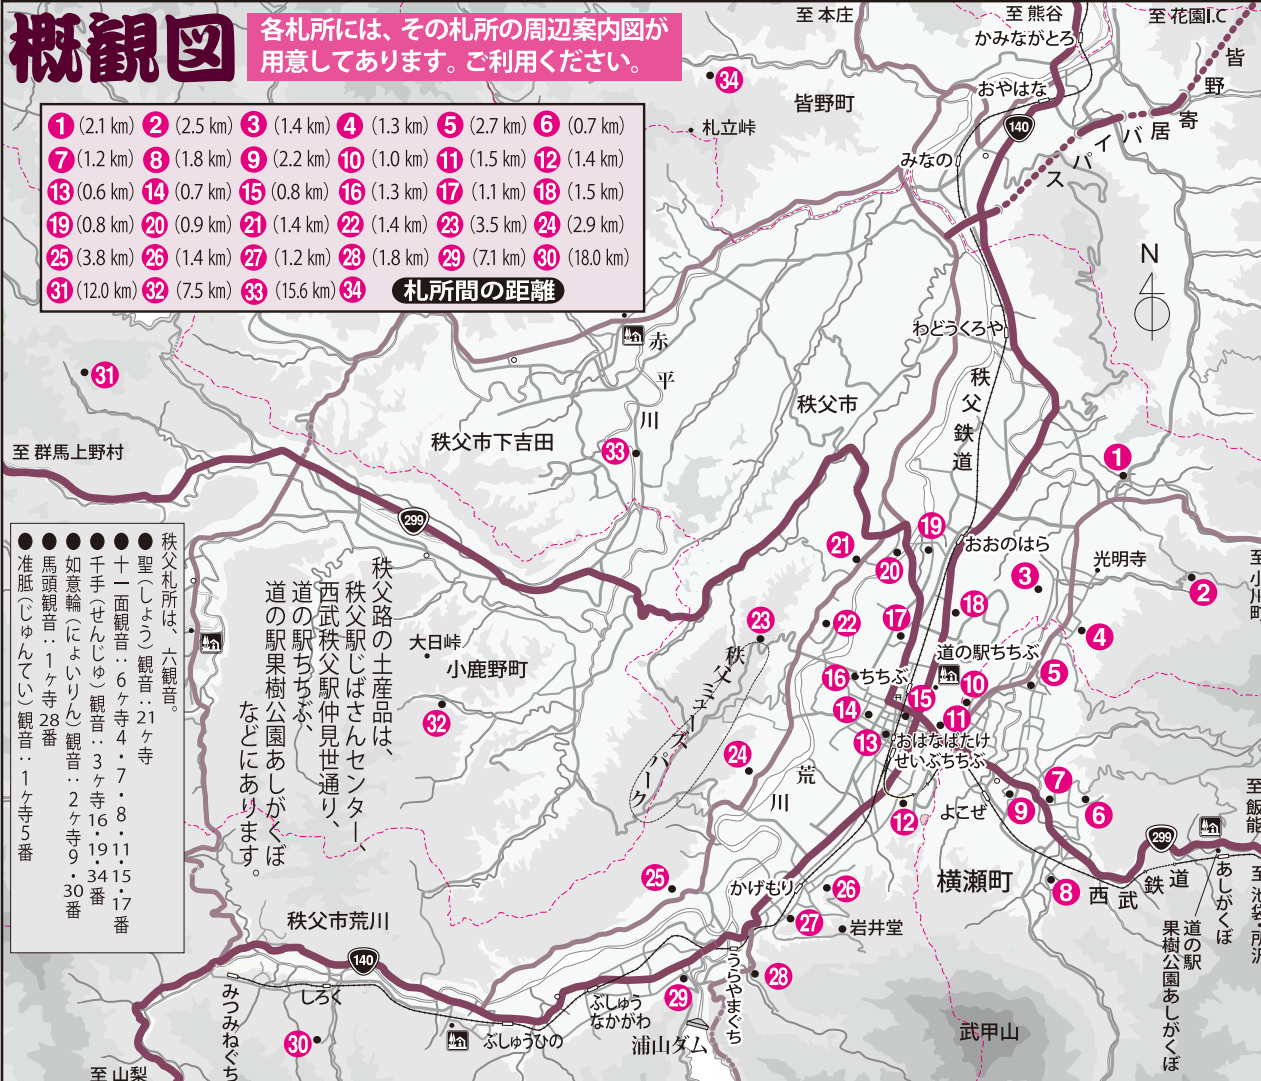 概観図
各札所には、その札所の周辺案内図が
用意してあります。ご利用ください。
1 (2.1 km) 2 (2.5 km) 3 (1.4 km) 4 (1.3 km) 5 (2.7 km) 6 (0.7 km)
7 (1.2 km) 8 (1.8 km) 9 (2.2 km) 10 (1.0 km) 11 (1.5 km) 12 (1.4 km)
13 (0.6 km) 14 (0.7 km) 15 (0.8 km) 16 (1.3 km) 17 (1.1 km) 18 (1.5 km)
19 (0.8 km) 20 (0.9 km) 21 (1.4 km) 22 (1.4 km) 23 (3.5 km) 24 (2.9 km)
25 (3.8 km) 26 (1.4 km) 27 (1.2 km) 28 (1.8 km) 29 (7.1 km) 30 (18.0 km)
31 (12.0 km) 32 (7.5 km) 33 (15.6 km) 34
札所間の距離
至 本庄
至 熊谷
かみながとろ
至 花園I.C
皆野寄居バイパス
34
皆野町
札立峠
おやはな
140
みなの
N
わどうくろや
赤平川
31
至 群馬上野村
秩父市下吉田
33
秩父市
秩父鉄道
1
299
21
20
19
おおのはら
3
光明寺
2
至 小川町
秩父札所は、六観音。
●聖(しょう)観音:21ヶ寺
●十一面観音:6ヶ寺4・7・8・11・15・17番
●千手(せんじゅ)観音:3ヶ寺16・19・34番
●如意輪(にょいりん)観音:2ヶ寺9・30番
●馬頭観音:1ヶ寺28番
●准胝(じゅんてい)観音:1ヶ寺5番
秩父路の土産品は、
秩父駅じばさんセンター、
西武秩父駅仲見世通り、
道の駅ちちぶ、
道の駅果樹公園あしがくぼ
などにあります。
大日峠
小鹿野町
32
23
秩父ミューズパーク
22
17
18
4
道の駅ちちぶ
16
ちちぶ
15
10
5
14
11
13
おはなばたけ
せいぶちちぶ
24
荒川
12
よこぜ
9
7
6
至 飯能
299
25
かげもり
26
横瀬町
8
西武鉄道
あしがくぼ
至 池袋・所沢
道の駅
果樹公園あしがくぼ
27
岩井堂
秩父市荒川
140
うらやまぐち
28
29
しろく
みつみねぐち
ぶしゅう
なかがわ
30
ぶしゅうひの
浦山ダム
武甲山
至 山梨